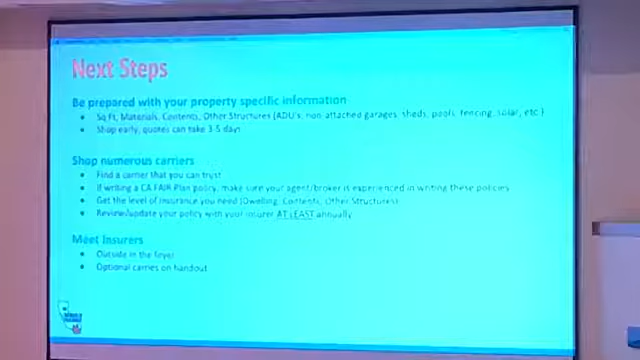 Next Steps
Be prepared with your property specific information
Sq Ft, Materials, Contents, Other Structures (ADU's, non attached garages, sheds, pools, fencing, solar, etc.)
Shop early, quotes can take 3-5 days
Shop numerous carriers
Find a carrier that you can trust
If writing a CA FAIR Plan policy, make sure your agent/broker is experienced in writing these policies
Get the level of insurance you need (Dwelling, Contents, Other Structures)
Review/update your policy with your insurer AT LEAST annually
Meet Insurers
Outside in the foyer
Optional carries on handout